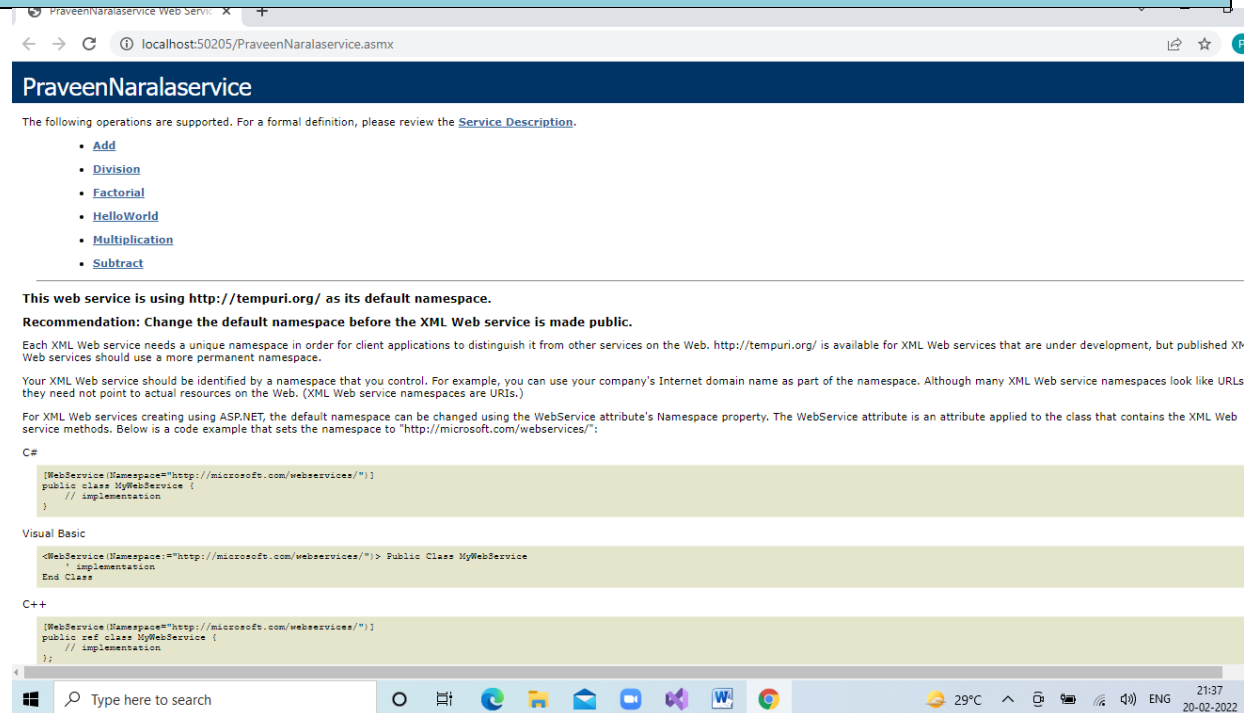 PraveenNaralaservice Web Servic
localhost:50205/PraveenNaralaservice.asmx
P
PraveenNaralaservice
The following operations are supported. For a formal definition, please review the Service Description.
• Add
• Division
• Factorial
• HelloWorld
• Multiplication
• Subtract
This web service is using http://tempuri.org/ as its default namespace.
Recommendation: Change the default namespace before the XML Web service is made public.
Each XML Web service needs a unique namespace in order for client applications to distinguish it from other services on the Web. http://tempuri.org/ is available for XML Web services that are under development, but published XM
Web services should use a more permanent namespace.
Your XML Web service should be identified by a namespace that you control. For example, you can use your company's Internet domain name as part of the namespace. Although many XML Web service namespaces look like URLs
they need not point to actual resources on the Web. (XML Web service namespaces are URIs.)
For XML Web services creating using ASP.NET, the default namespace can be changed using the WebService attribute's Namespace property. The WebService attribute is an attribute applied to the class that contains the XML Web
service methods. Below is a code example that sets the namespace to "http://microsoft.com/webservices/":
C#
[WebService(Namespace="http://microsoft.com/webservices/")]
public class MyWebService {
// implementation
}
Visual Basic
<WebService(Namespace:="http://microsoft.com/webservices/")> Public Class MyWebService
' implementation
End Class
C++
[WebService(Namespace="http://microsoft.com/webservices/")]
public ref class MyWebService {
// implementation
};
Type here to search
29°C
ENG
21:37
20-02-2022